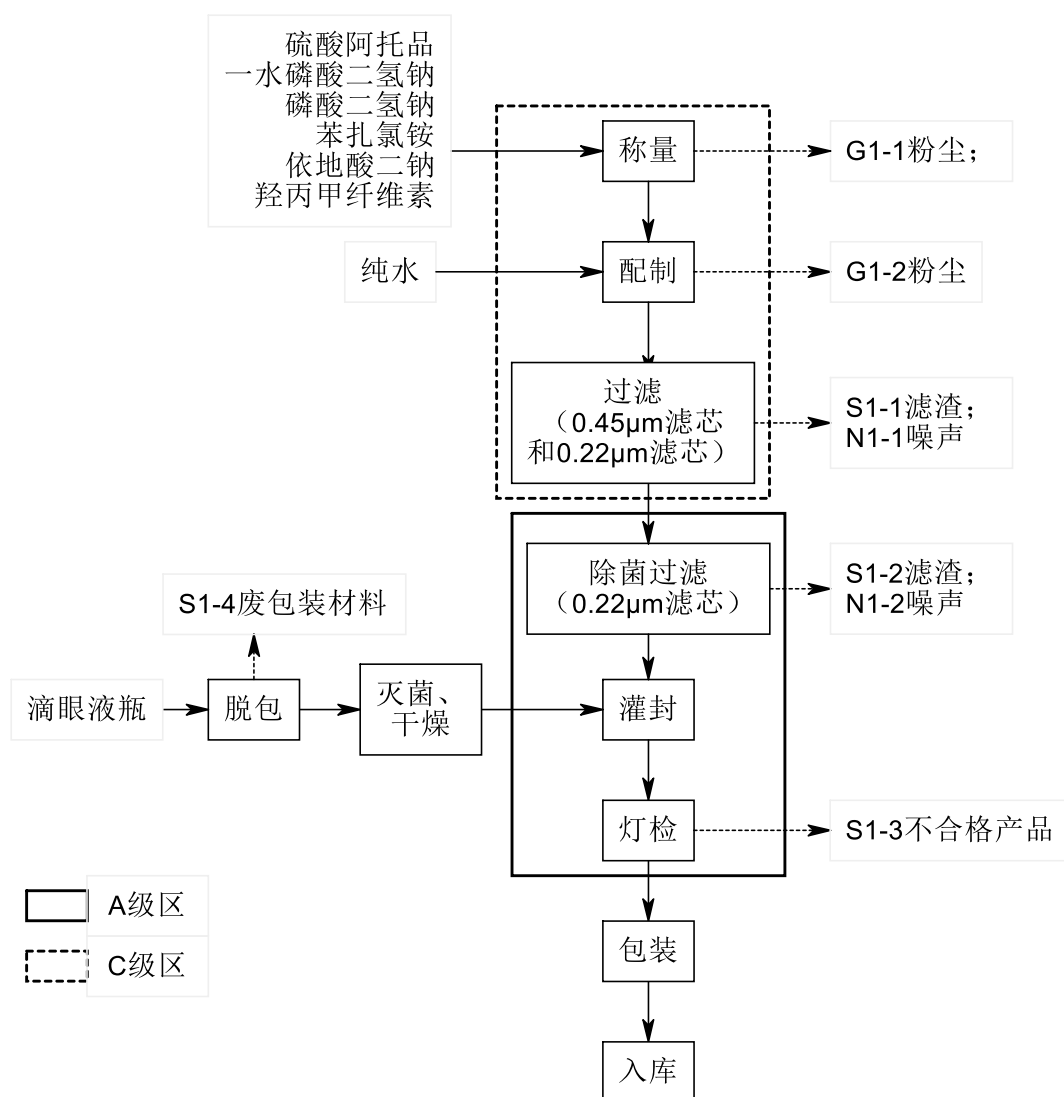 硫酸阿托品
一水磷酸二氢钠
磷酸二氢钠
苯扎氯铵
依地酸二钠
羟丙甲纤维素
称量
G1-1粉尘；
纯水
配制
G1-2粉尘
过滤
（0.45μm滤芯
和0.22μm滤芯）
S1-1滤渣；
N1-1噪声
除菌过滤
（0.22μm滤芯）
S1-2滤渣；
N1-2噪声
S1-4废包装材料
滴眼液瓶
脱包
灭菌、
干燥
灌封
灯检
S1-3不合格产品
A级区
C级区
包装
入库